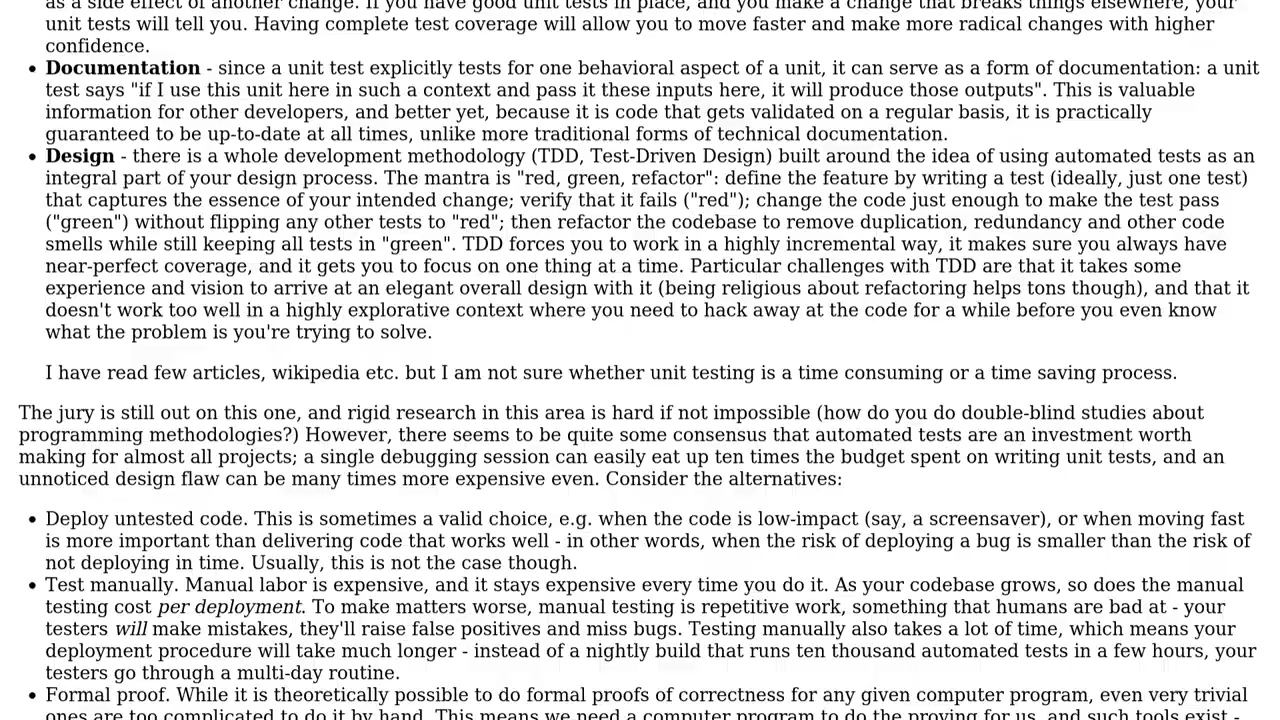 as a side effect of another change. If you have good unit tests in place, and you make a change that breaks things elsewhere, your
unit tests will tell you. Having complete test coverage will allow you to move faster and make more radical changes with higher
confidence.
• Documentation - since a unit test explicitly tests for one behavioral aspect of a unit, it can serve as a form of documentation: a unit
test says "if I use this unit here in such a context and pass it these inputs here, it will produce those outputs". This is valuable
information for other developers, and better yet, because it is code that gets validated on a regular basis, it is practically
guaranteed to be up-to-date at all times, unlike more traditional forms of technical documentation.
• Design - there is a whole development methodology (TDD, Test-Driven Design) built around the idea of using automated tests as an
integral part of your design process. The mantra is "red, green, refactor": define the feature by writing a test (ideally, just one test)
that captures the essence of your intended change; verify that it fails ("red"); change the code just enough to make the test pass
("green") without flipping any other tests to "red"; then refactor the codebase to remove duplication, redundancy and other code
smells while still keeping all tests in "green". TDD forces you to work in a highly incremental way, it makes sure you always have
near-perfect coverage, and it gets you to focus on one thing at a time. Particular challenges with TDD are that it takes some
experience and vision to arrive at an elegant overall design with it (being religious about refactoring helps tons though), and that it
doesn't work too well in a highly explorative context where you need to hack away at the code for a while before you even know
what the problem is you're trying to solve.
I have read few articles, wikipedia etc. but I am not sure whether unit testing is a time consuming or a time saving process.
The jury is still out on this one, and rigid research in this area is hard if not impossible (how do you do double-blind studies about
programming methodologies?) However, there seems to be quite some consensus that automated tests are an investment worth
making for almost all projects; a single debugging session can easily eat up ten times the budget spent on writing unit tests, and an
unnoticed design flaw can be many times more expensive even. Consider the alternatives:
• Deploy untested code. This is sometimes a valid choice, e.g. when the code is low-impact (say, a screensaver), or when moving fast
is more important than delivering code that works well - in other words, when the risk of deploying a bug is smaller than the risk of
not deploying in time. Usually, this is not the case though.
• Test manually. Manual labor is expensive, and it stays expensive every time you do it. As your codebase grows, so does the manual
testing cost per deployment. To make matters worse, manual testing is repetitive work, something that humans are bad at - your
testers will make mistakes, they'll raise false positives and miss bugs. Testing manually also takes a lot of time, which means your
deployment procedure will take much longer - instead of a nightly build that runs ten thousand automated tests in a few hours, your
testers go through a multi-day routine.
• Formal proof. While it is theoretically possible to do formal proofs of correctness for any given computer program, even very trivial
ones are too complicated to do it by hand. This means we need a computer program to do the proving for us, and such tools exist -